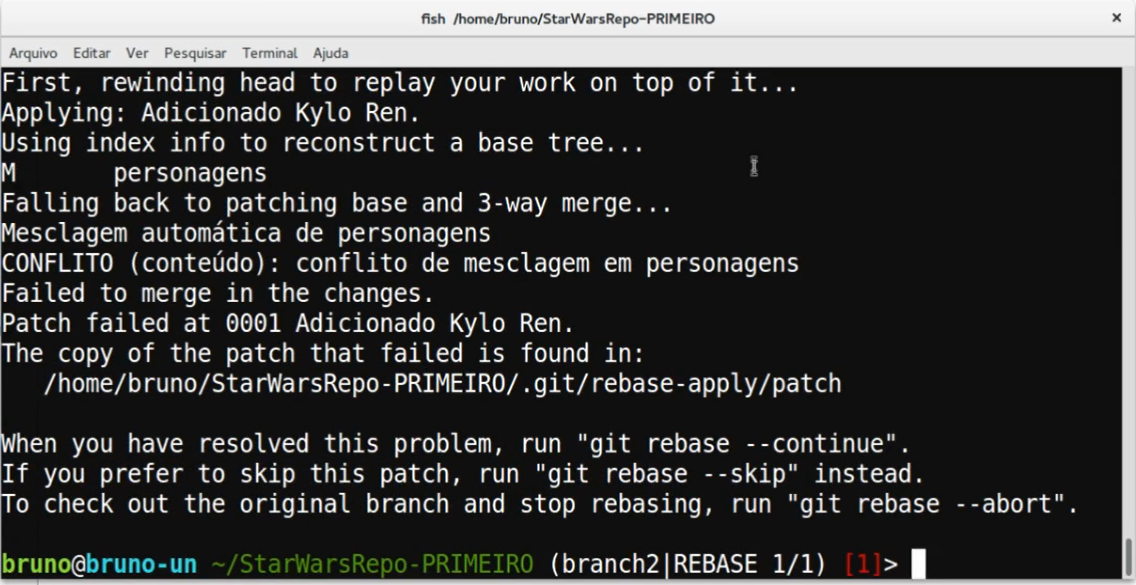 fish /home/bruno/StarWarsRepo-PRIMEIRO
Arquivo Editar Ver Pesquisar Terminal Ajuda
First, rewinding head to replay your work on top of it...
Applying: Adicionado Kylo Ren.
Using index info to reconstruct a base tree...
M personagens
Falling back to patching base and 3-way merge...
Mesclagem automática de personagens
CONFLITO (conteúdo): conflito de mesclagem em personagens
Failed to merge in the changes.
Patch failed at 0001 Adicionado Kylo Ren.
The copy of the patch that failed is found in:
/home/bruno/StarWarsRepo-PRIMEIRO/.git/rebase-apply/patch
When you have resolved this problem, run "git rebase --continue".
If you prefer to skip this patch, run "git rebase --skip" instead.
To check out the original branch and stop rebasing, run "git rebase --abort".
bruno@bruno-un ~/StarWarsRepo-PRIMEIRO (branch2|REBASE 1/1) [1]>